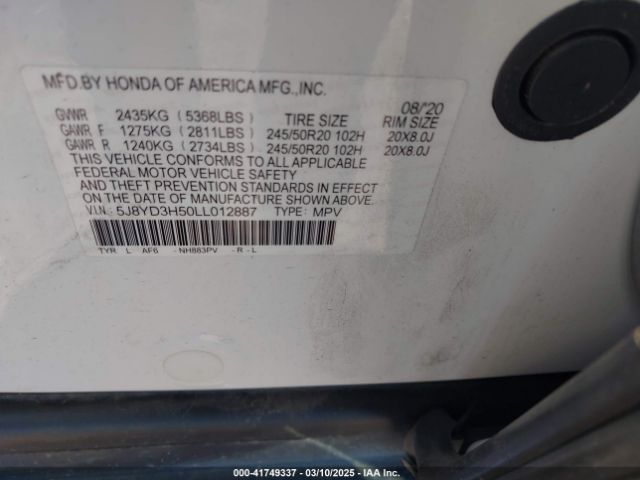 MFD.BY HONDA OF AMERICA MFG.,INC.
08/'20
GVWR 2435KG (5368LBS) TIRE SIZE RIM SIZE
GAWR F 1275KG (2811LBS) 245/50R20 102H 20X8.0J
GAWR R 1240KG (2734LBS) 245/50R20 102H 20X8.0J
THIS VEHICLE CONFORMS TO ALL APPLICABLE
FEDERAL MOTOR VEHICLE SAFETY
AND THEFT PREVENTION STANDARDS IN EFFECT
ON THE DATE OF MANUFACTURE SHOWN ABOVE.
V.I.N.: 5J8YD3H50LL012887 TYPE: MPV
TYR L AF6 -NH883PV -R-L
000-41749337 | 03/10/2025 | IAA Inc.